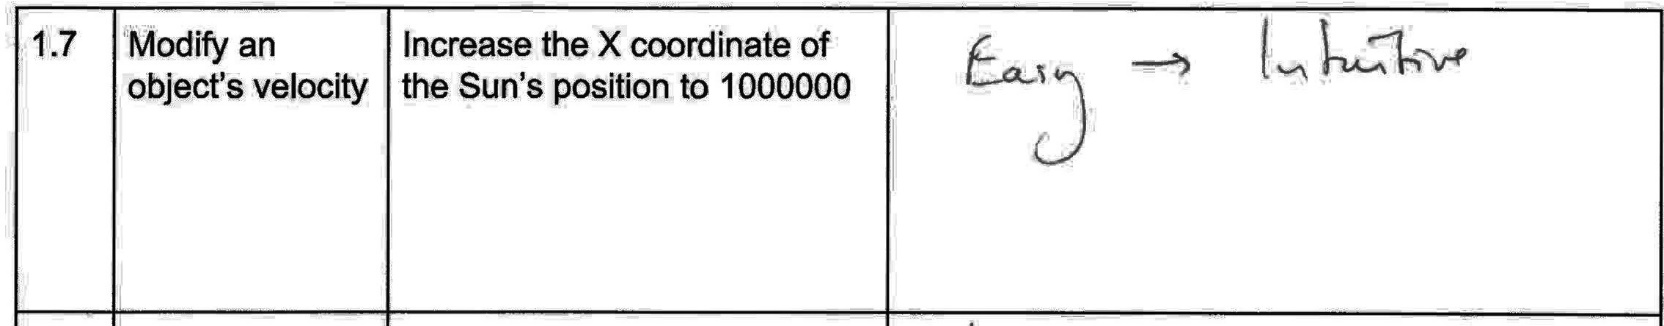 1.7 Modify an Increase the X coordinate of Easy → Intuitive
object's velocity the Sun's position to 1000000